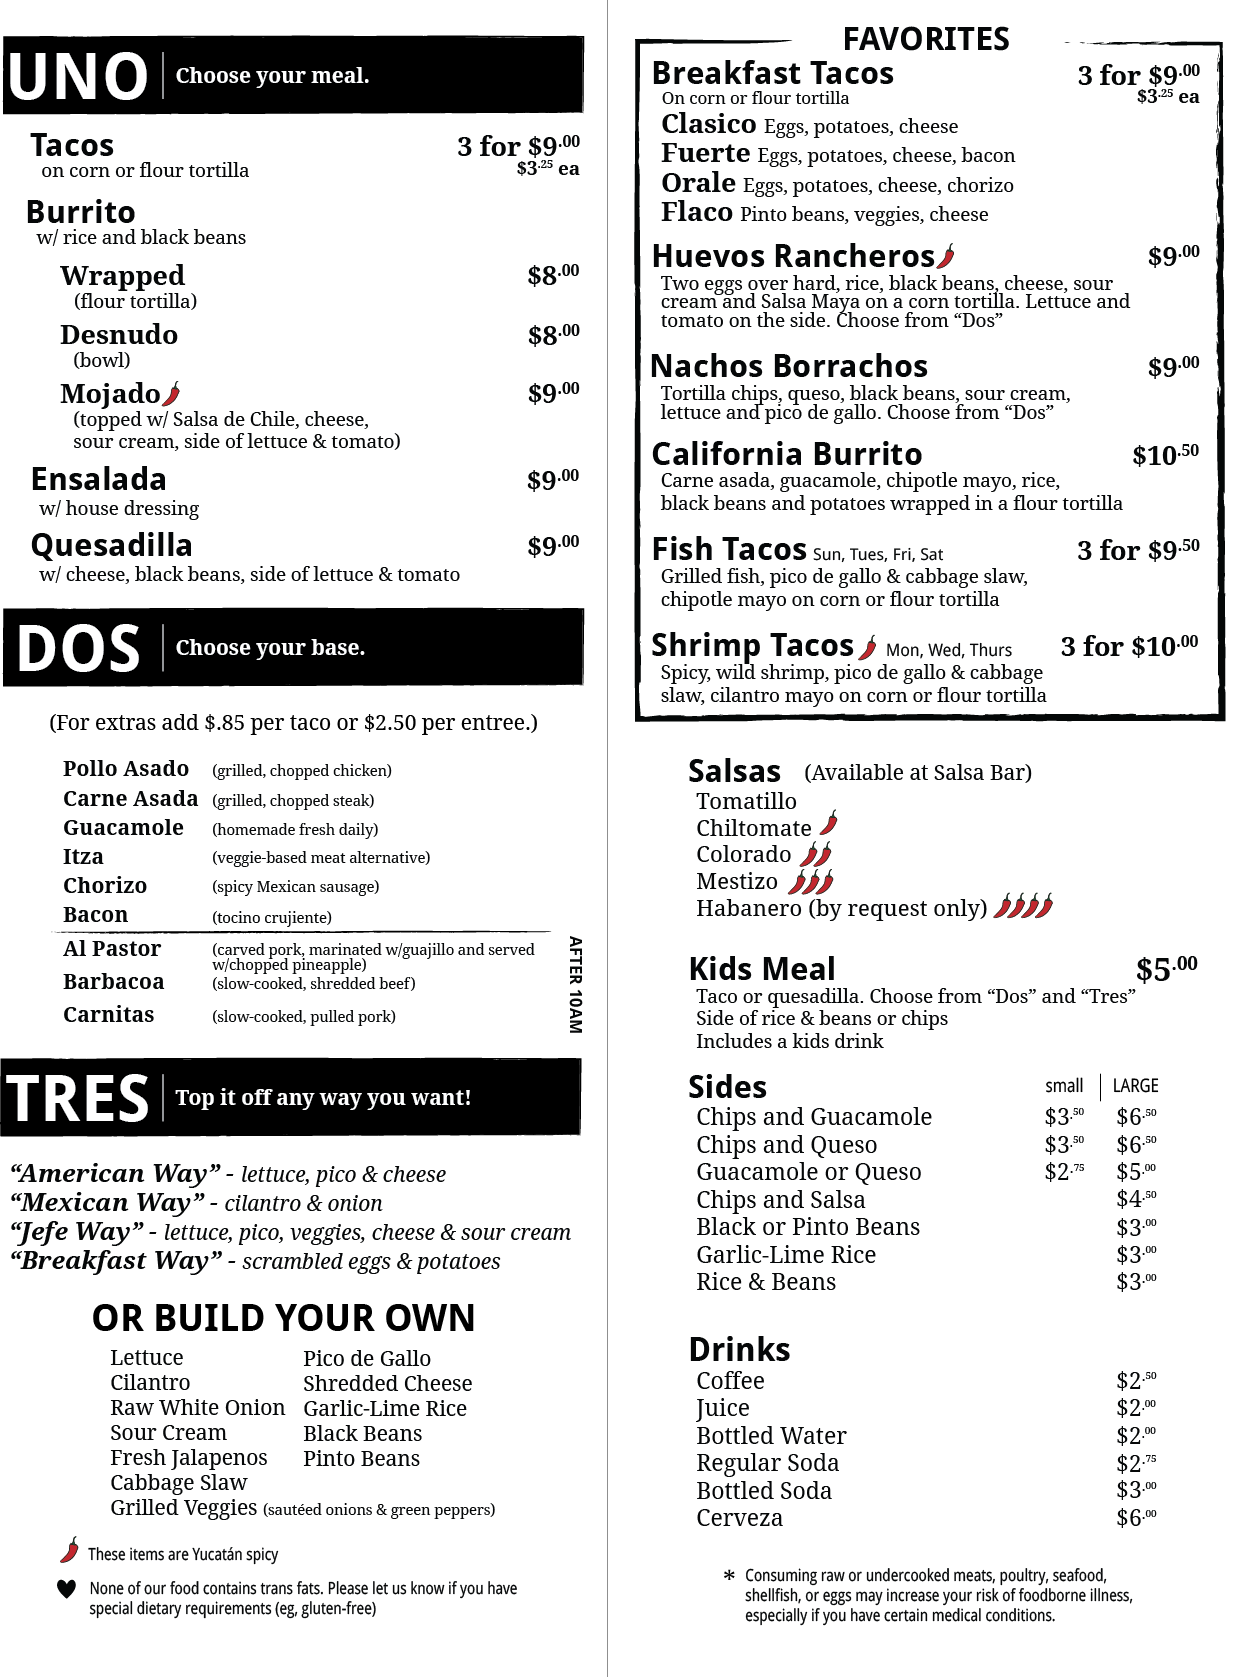 UNO
Choose your meal.
Tacos 3 for $9.00
on corn or flour tortilla $3.25 ea
Burrito
w/ rice and black beans
Wrapped $8.00
(flour tortilla)
Desnudo $8.00
(bowl)
Mojado $9.00
(topped w/ Salsa de Chile, cheese,
sour cream, side of lettuce & tomato)
Ensalada $9.00
w/ house dressing
Quesadilla $9.00
w/ cheese, black beans, side of lettuce & tomato
DOS
Choose your base.
(For extras add $.85 per taco or $2.50 per entree.)
Pollo Asado (grilled, chopped chicken)
Carne Asada (grilled, chopped steak)
Guacamole (homemade fresh daily)
Itza (veggie-based meat alternative)
Chorizo (spicy Mexican sausage)
Bacon (tocino crujiente)
Al Pastor (carved pork, marinated w/guajillo and served
w/chopped pineapple)
Barbacoa (slow-cooked, shredded beef)
Carnitas (slow-cooked, pulled pork)
AFTER 10AM
TRES
Top it off any way you want!
“American Way” - lettuce, pico & cheese
“Mexican Way” - cilantro & onion
“Jefe Way” - lettuce, pico, veggies, cheese & sour cream
“Breakfast Way” - scrambled eggs & potatoes
OR BUILD YOUR OWN
Lettuce
Cilantro
Raw White Onion
Sour Cream
Fresh Jalapenos
Cabbage Slaw
Grilled Veggies (sautéed onions & green peppers)
Pico de Gallo
Shredded Cheese
Garlic-Lime Rice
Black Beans
Pinto Beans
These items are Yucatán spicy
None of our food contains trans fats. Please let us know if you have
special dietary requirements (eg, gluten-free)
FAVORITES
Breakfast Tacos 3 for $9.00
On corn or flour tortilla $3.25 ea
Clasico Eggs, potatoes, cheese
Fuerte Eggs, potatoes, cheese, bacon
Orale Eggs, potatoes, cheese, chorizo
Flaco Pinto beans, veggies, cheese
Huevos Rancheros $9.00
Two eggs over hard, rice, black beans, cheese, sour
cream and Salsa Maya on a corn tortilla. Lettuce and
tomato on the side. Choose from “Dos”
Nachos Borrachos $9.00
Tortilla chips, queso, black beans, sour cream,
lettuce and pico de gallo. Choose from “Dos”
California Burrito $10.50
Carne asada, guacamole, chipotle mayo, rice,
black beans and potatoes wrapped in a flour tortilla
Fish Tacos Sun, Tues, Fri, Sat 3 for $9.50
Grilled fish, pico de gallo & cabbage slaw,
chipotle mayo on corn or flour tortilla
Shrimp Tacos Mon, Wed, Thurs 3 for $10.00
Spicy, wild shrimp, pico de gallo & cabbage
slaw, cilantro mayo on corn or flour tortilla
Salsas (Available at Salsa Bar)
Tomatillo
Chiltomate
Colorado
Mestizo
Habanero (by request only)
Kids Meal $5.00
Taco or quesadilla. Choose from “Dos” and “Tres”
Side of rice & beans or chips
Includes a kids drink
Sides small LARGE
Chips and Guacamole $3.50 $6.50
Chips and Queso $3.50 $6.50
Guacamole or Queso $2.75 $5.00
Chips and Salsa $4.50
Black or Pinto Beans $3.00
Garlic-Lime Rice $3.00
Rice & Beans $3.00
Drinks
Coffee $2.50
Juice $2.00
Bottled Water $2.00
Regular Soda $2.75
Bottled Soda $3.00
Cerveza $6.00
* Consuming raw or undercooked meats, poultry, seafood,
shellfish, or eggs may increase your risk of foodborne illness,
especially if you have certain medical conditions.